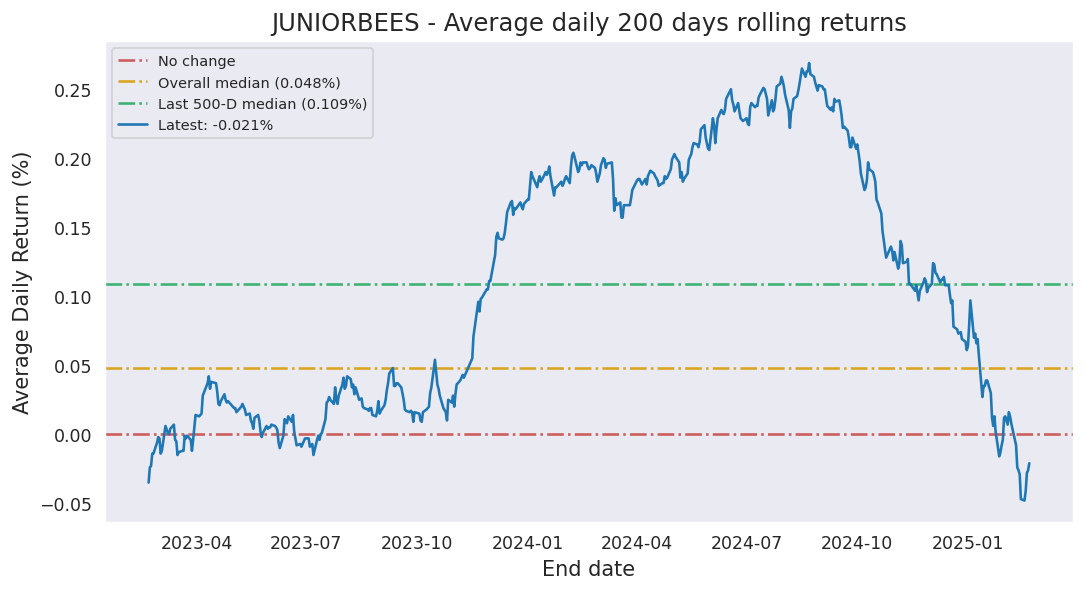 JUNIORBEES - Average daily 200 days rolling returns
No change
Overall median (0.048%)
Last 500-D median (0.109%)
Latest: -0.021%
Average Daily Return (%)
0.25
0.20
0.15
0.10
0.05
0.00
−0.05
2023-04 2023-07 2023-10 2024-01 2024-04 2024-07 2024-10 2025-01
End date